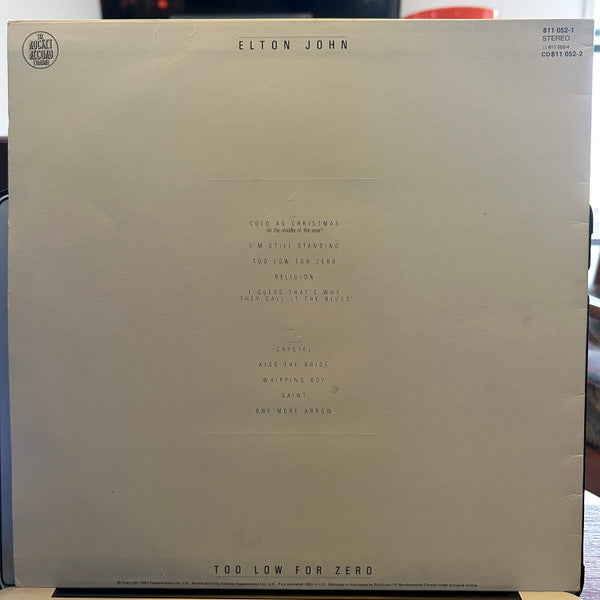 THE
ROCKET
RECORD
COMPANY
ELTON JOHN
811 052-1
STEREO
811 052-4
CD 811 052-2
COLD AS CHRISTMAS
(in the middle of the year)
I'M STILL STANDING
TOO LOW FOR ZERO
RELIGION
I GUESS THAT'S WHY
THEY CALL IT THE BLUES
CRYSTAL
KISS THE BRIDE
WHIPPING BOY
SAINT
ONE MORE ARROW
TOO LOW FOR ZERO